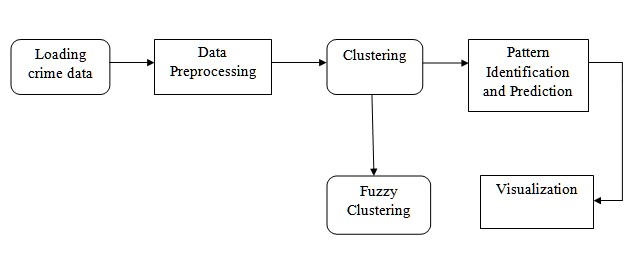 Loading
crime data
Data
Preprocessing
Clustering
Pattern
Identification
and Prediction
Fuzzy
Clustering
Visualization